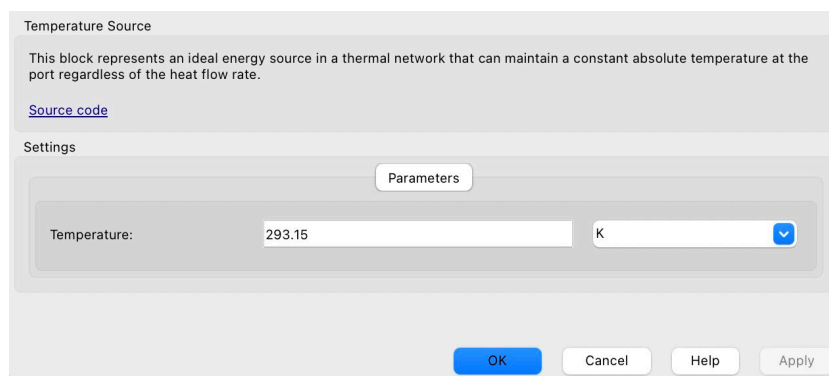 Temperature Source
This block represents an ideal energy source in a thermal network that can maintain a constant absolute temperature at the
port regardless of the heat flow rate.
Source code
Settings
Parameters
Temperature: 293.15 K
OK Cancel Help Apply